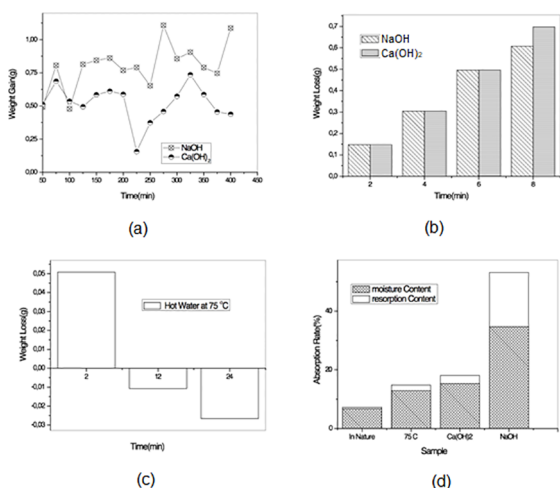 1,00
0,75
0,50
0,25
0,00
Weight Gain(g)
NaOH
Ca(OH)2
50 100 150 200 250 300 350 400 450
Time(min)
(a)
0,7
0,6
0,5
0,4
0,3
0,2
0,1
0,0
Weight Loss(g)
NaOH
Ca(OH)2
2 4 6 8
Time(min)
(b)
0,05
0,04
0,03
0,02
0,01
0,00
-0,01
-0,02
-0,03
Weight Loss(g)
Hot Water at 75 °C
2 12 24
Time(min)
(c)
40
20
0
Absorption Rate(%)
moisture Content
resorption Content
In Nature 75 C Ca(OH)2 NaOH
Sample
(d)